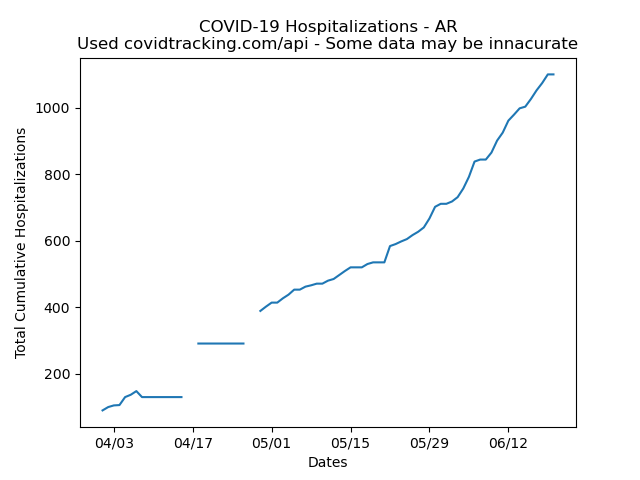 COVID-19 Hospitalizations - AR
Used covidtracking.com/api - Some data may be innacurate
Total Cumulative Hospitalizations
1000
800
600
400
200
04/03 04/17 05/01 05/15 05/29 06/12
Dates